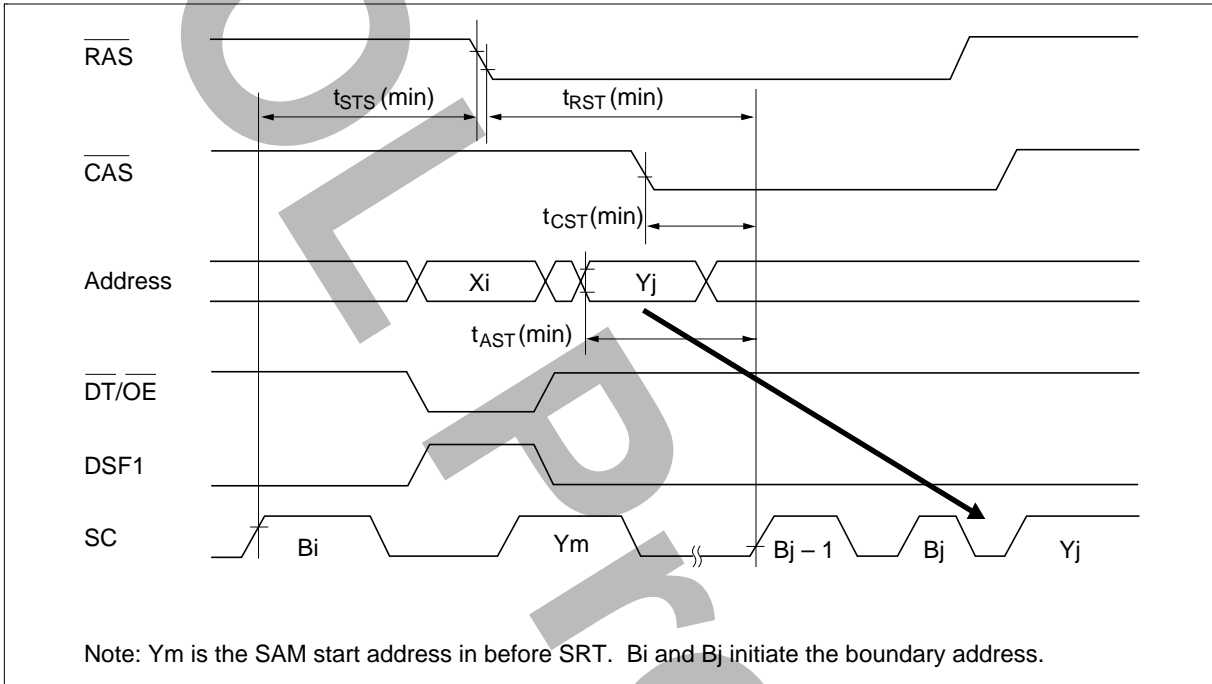 RAS
tSTS (min)
tRST (min)
CAS
tCST (min)
Address
Xi
Yj
tAST (min)
DT/OE
DSF1
SC
Bi
Ym
Bj – 1
Bj
Yj
Note: Ym is the SAM start address in before SRT. Bi and Bj initiate the boundary address.
OL Pr